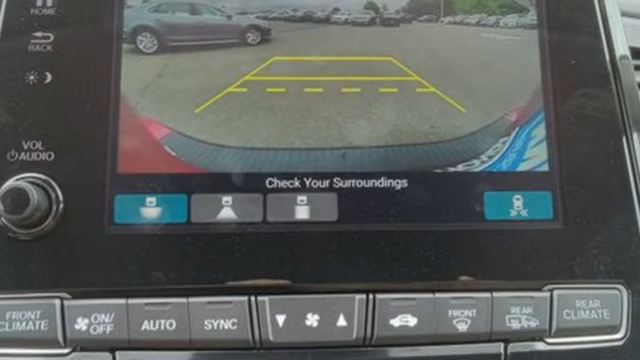 HOME
BACK
VOL
AUDIO
Check Your Surroundings
FRONT
CLIMATE
ON/
OFF
AUTO
SYNC
FRONT
REAR
REAR
CLIMATE